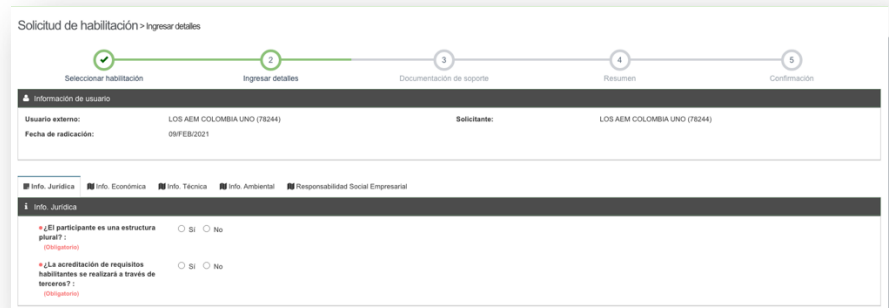 Solicitud de habilitación > Ingresar detalles
2 3 4 5
Seleccionar habilitación Ingresar detalles Documentación de soporte Resumen Confirmación
Información de usuario
Usuario externo: LOS AEM COLOMBIA UNO (78244) Solicitante: LOS AEM COLOMBIA UNO (78244)
Fecha de radicación: 09/FEB/2021
Info. Jurídica Info. Económica Info. Técnica Info. Ambiental Responsabilidad Social Empresarial
Info. Jurídica
¿El participante es una estructura Sí No
plural? :
(Obligatorio)
¿La acreditación de requisitos Sí No
habilitantes se realizará a través de
terceros? :
(Obligatorio)